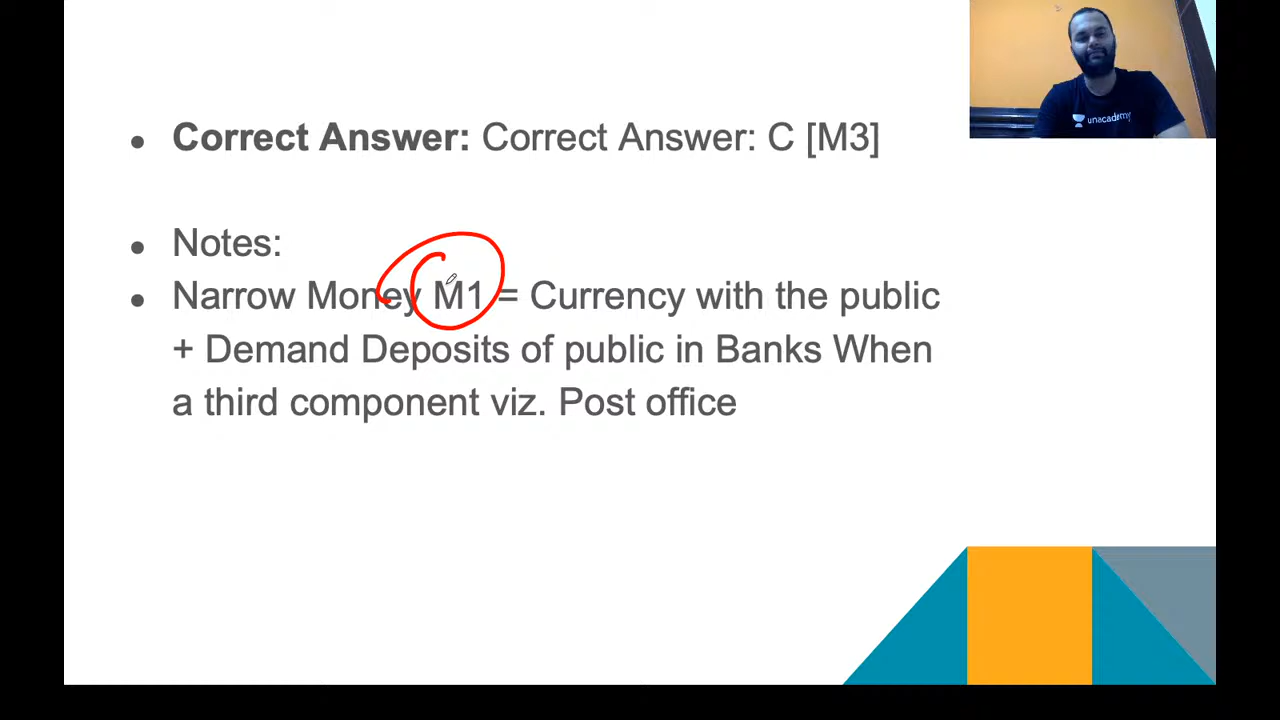 unacademy
• Correct Answer: Correct Answer: C [M3]
• Notes:
• Narrow Money M1 = Currency with the public
+ Demand Deposits of public in Banks When
a third component viz. Post office